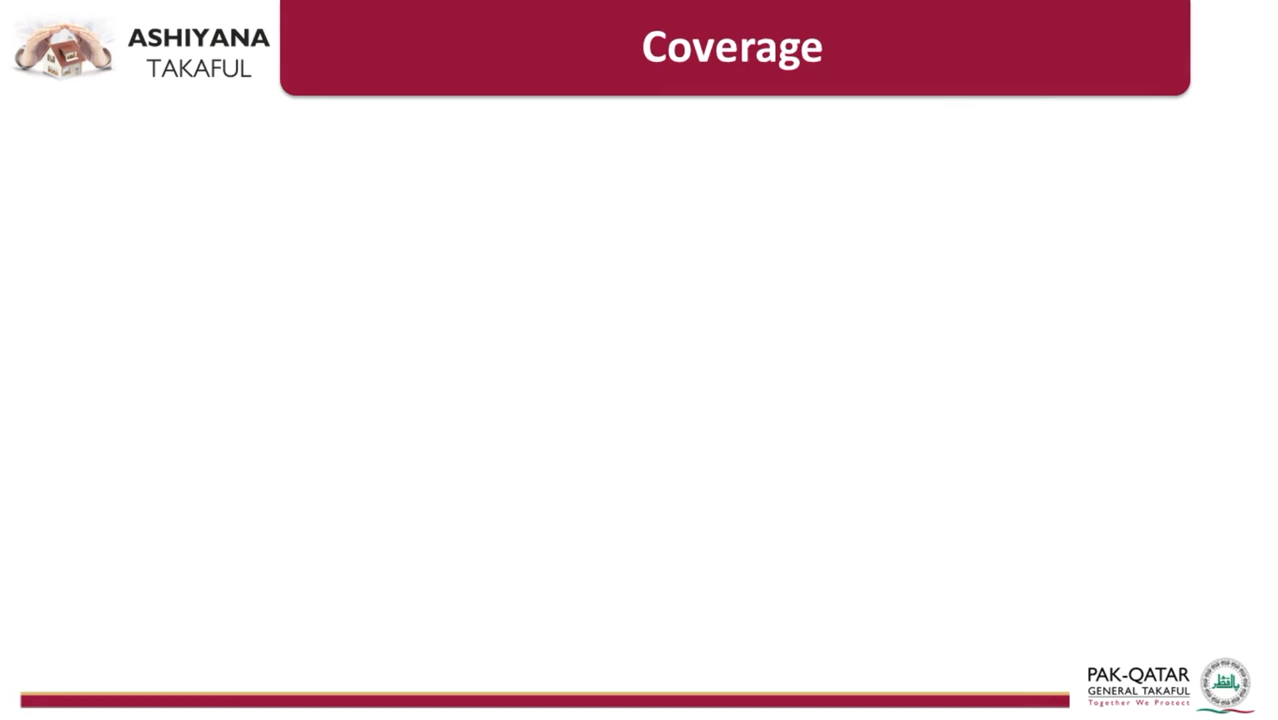 ASHIYANA
TAKAFUL
Coverage
PAK-QATAR
GENERAL TAKAFUL
Together We Protect